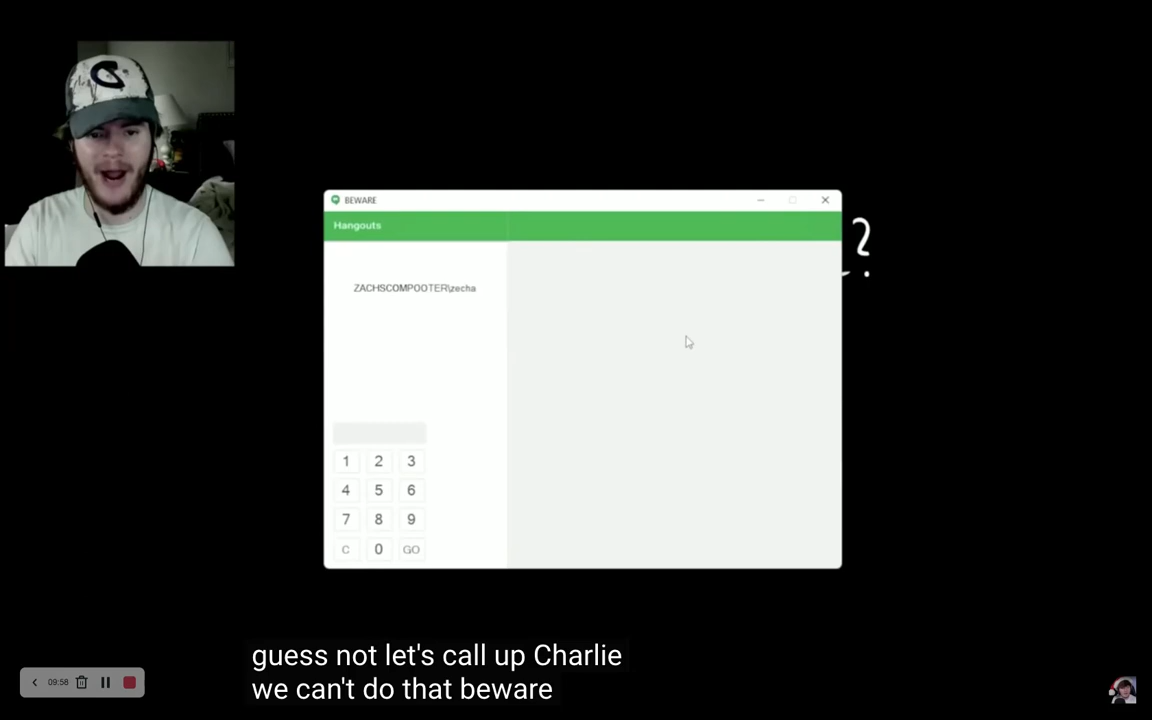 BEWARE
Hangouts
?
ZACHSCOMPOOTER\zecha
1 2 3
4 5 6
7 8 9
C 0 GO
guess not let's call up Charlie
we can't do that beware
09:58